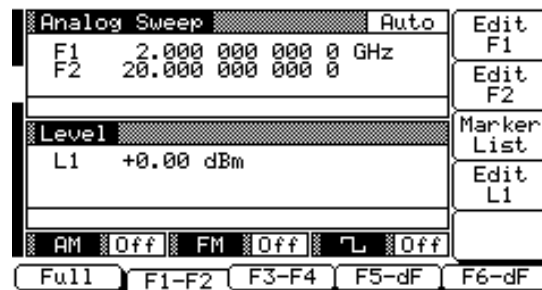 Analog Sweep Auto
F1 2.000 000 000 0 GHz
F2 20.000 000 000 0
Level
L1 +0.00 dBm
AM Off FM Off Off
Edit F1
Edit F2
Marker List
Edit L1
Full F1-F2 F3-F4 F5-dF F6-dF